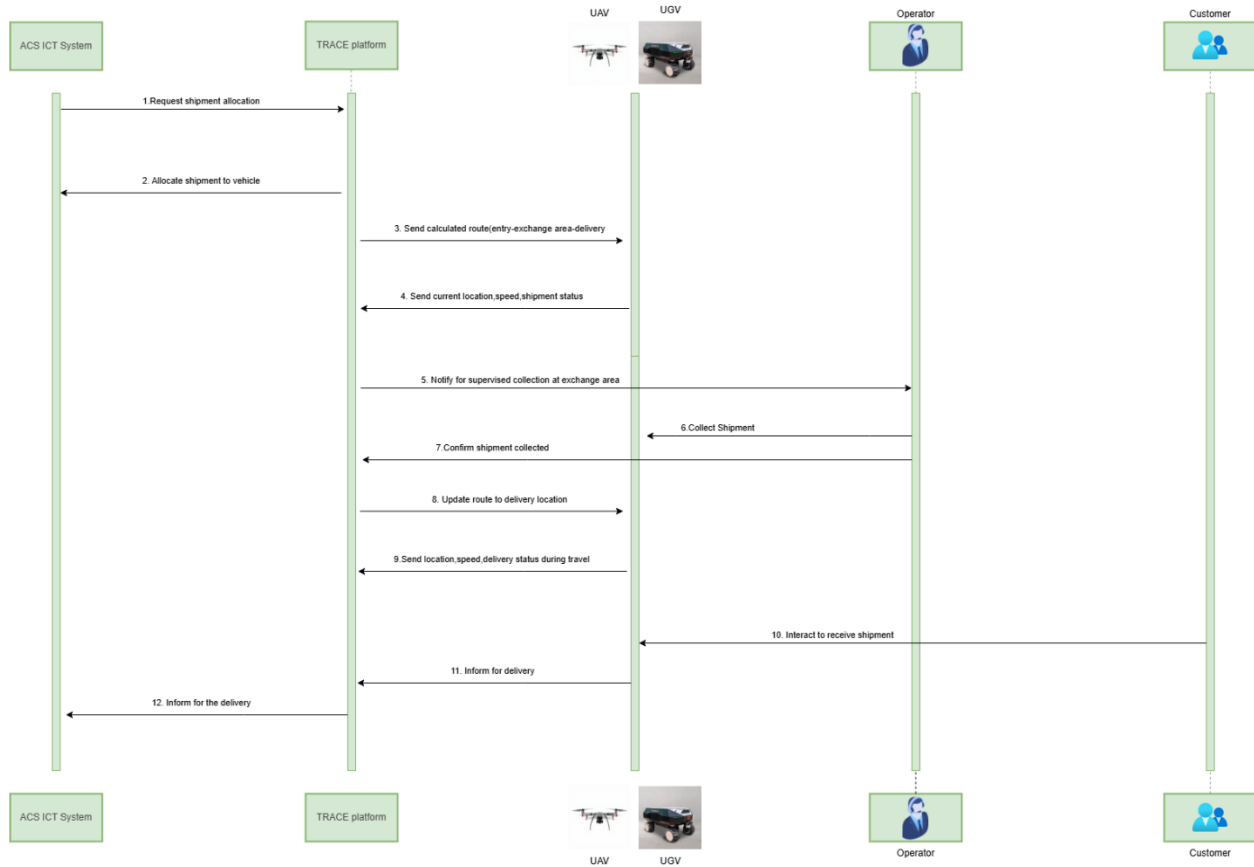 UAV
UGV
Operator
Customer
ACS ICT System
TRACE platform
1.Request shipment allocation
2. Allocate shipment to vehicle
3. Send calculated route(entry-exchange area-delivery
4. Send current location,speed,shipment status
5. Notify for supervised collection at exchange area
6.Collect Shipment
7.Confirm shipment collected
8. Update route to delivery location
9.Send location,speed,delivery status during travel
10. Interact to receive shipment
11. Inform for delivery
12. Inform for the delivery
ACS ICT System
TRACE platform
UAV
UGV
Operator
Customer